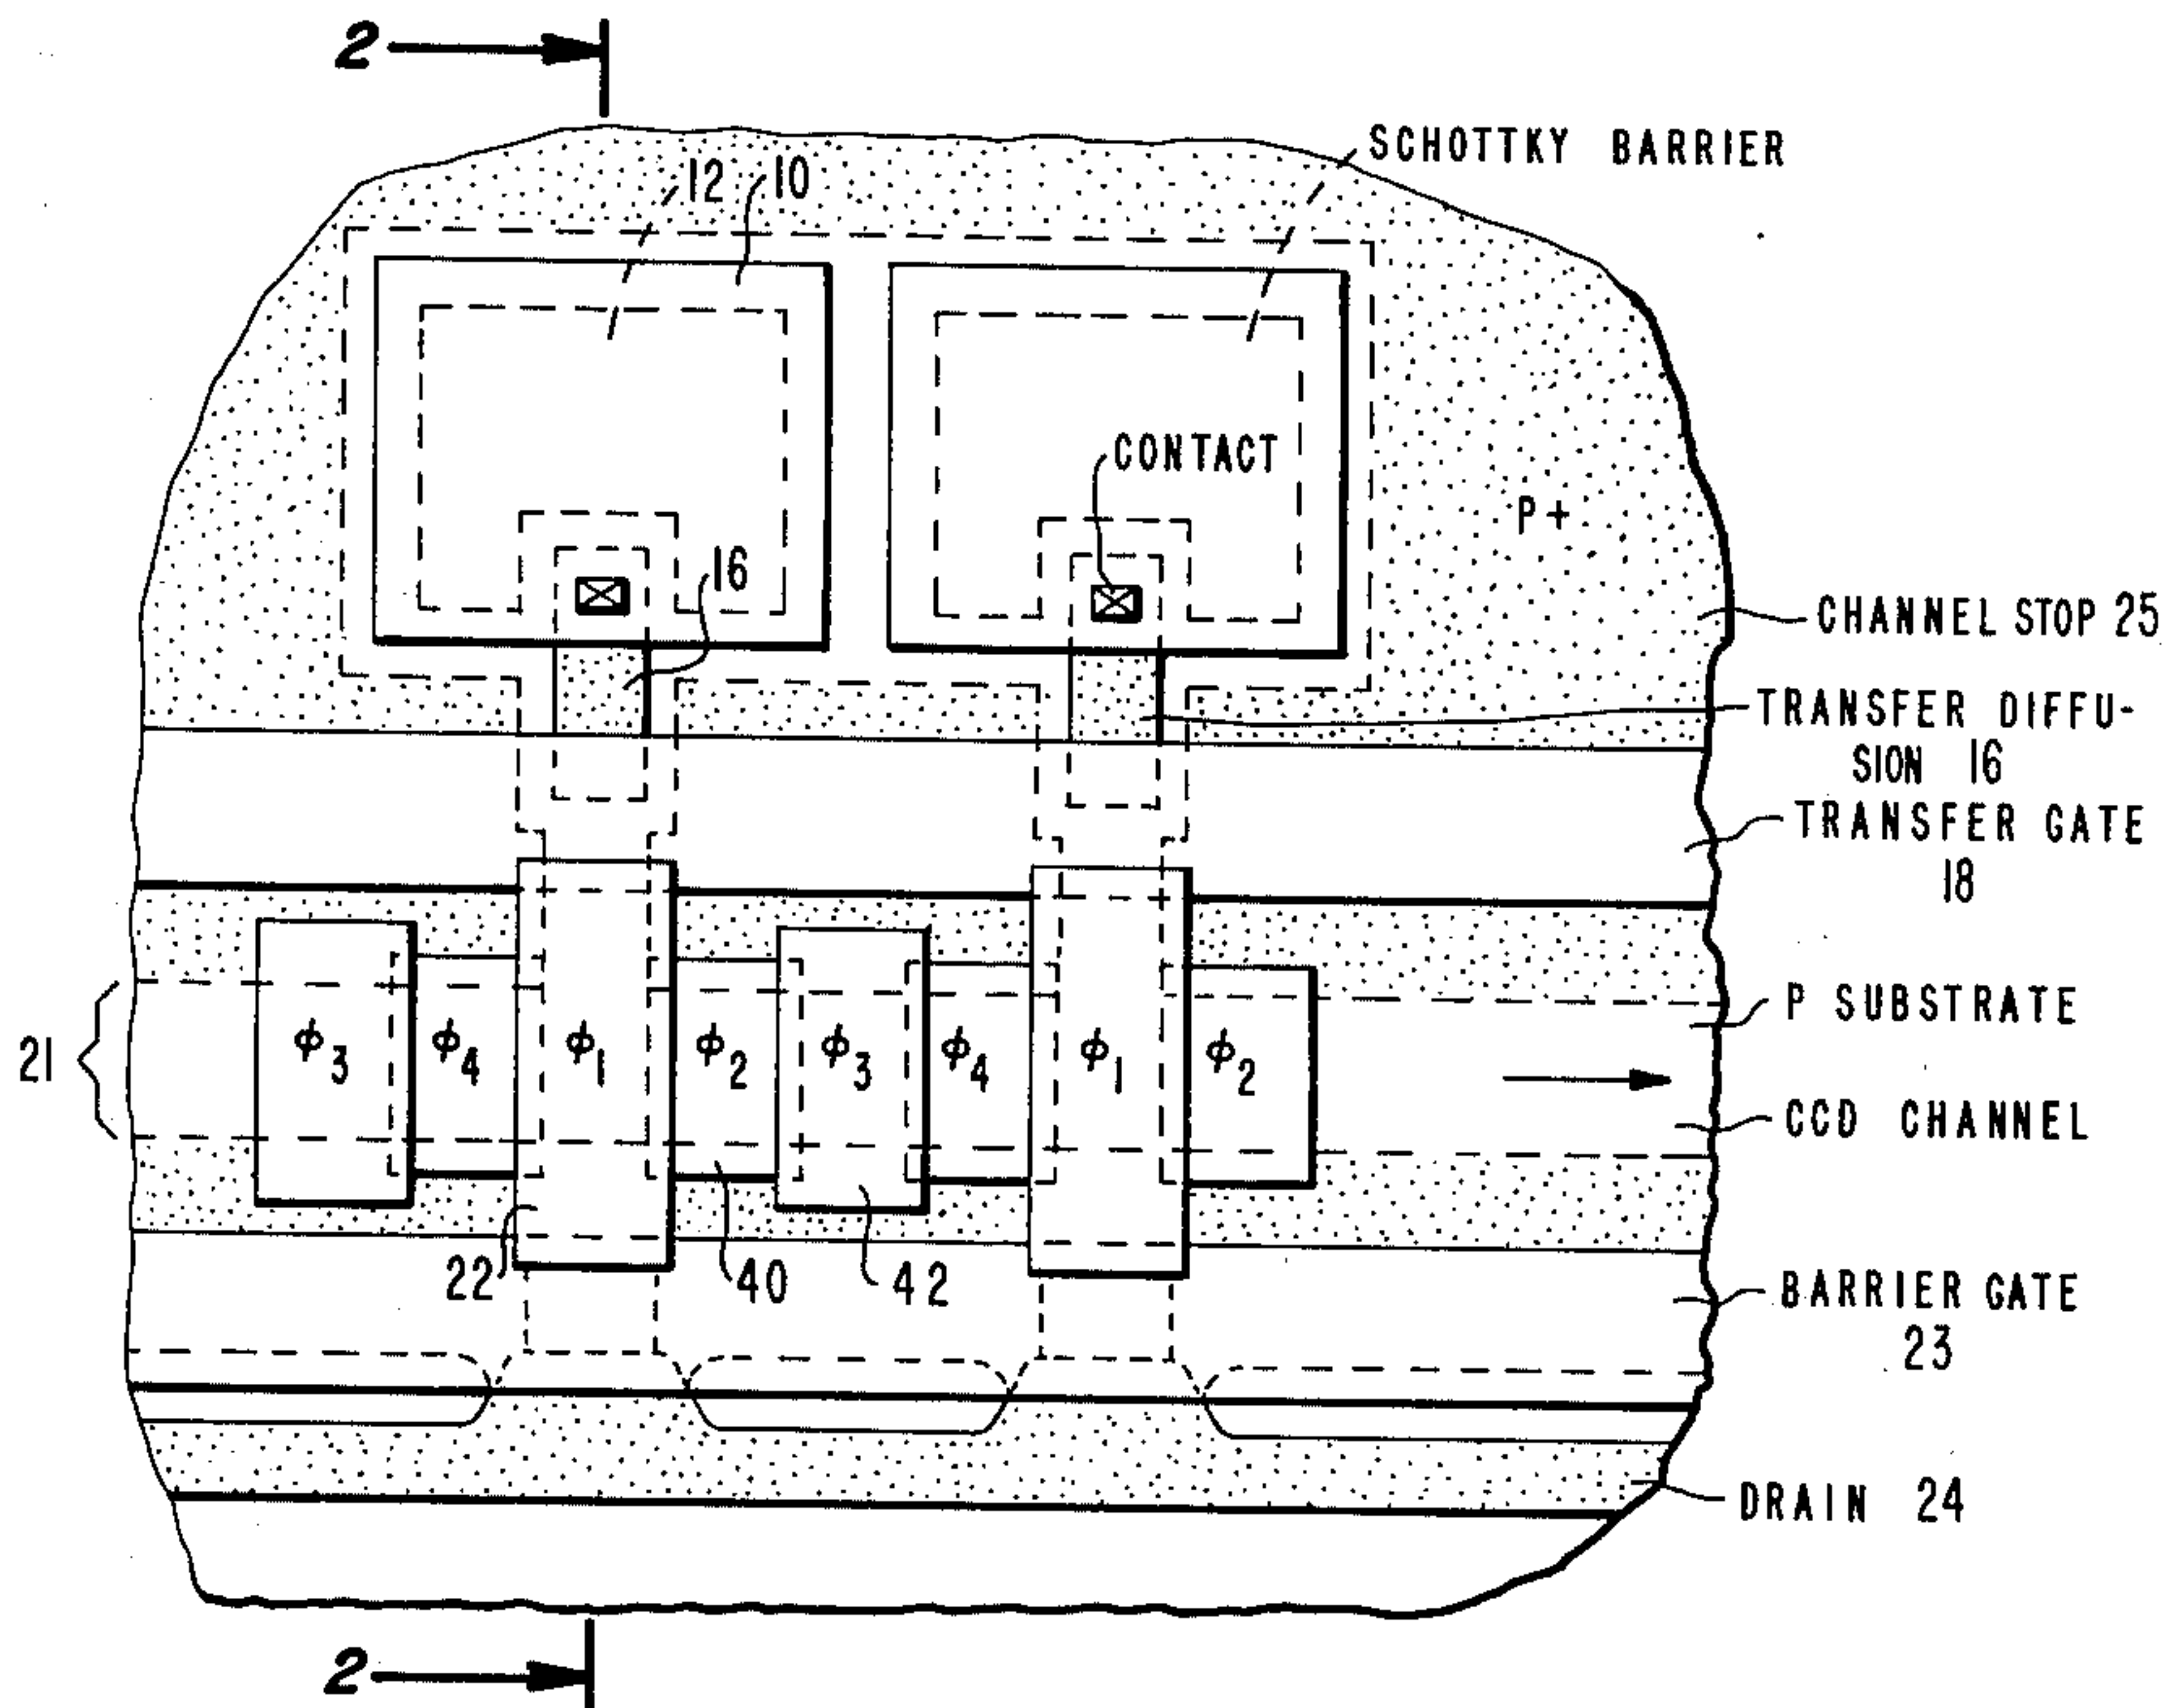 2
SCHOTTKY BARRIER
12
10
CONTACT
P+
16
CHANNEL STOP 25
TRANSFER DIFFU-
SION 16
TRANSFER GATE
18
P SUBSTRATE
21
ϕ3
ϕ4
ϕ1
ϕ2
ϕ3
ϕ4
ϕ1
ϕ2
CCD CHANNEL
22
40
42
BARRIER GATE
23
DRAIN 24
2